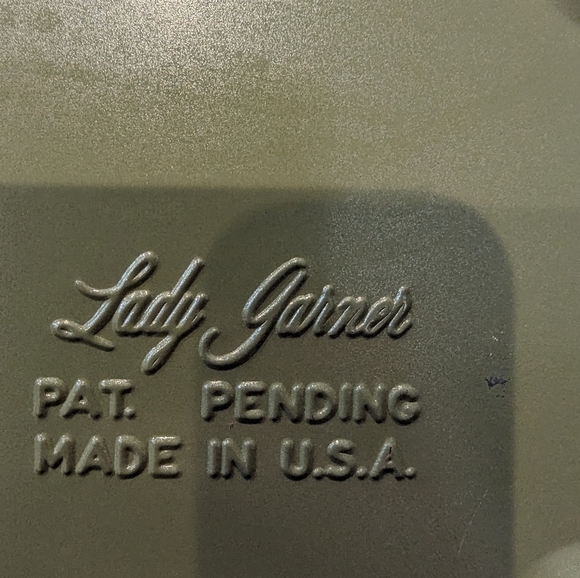 Lady Garner
PAT. PENDING
MADE IN U.S.A.